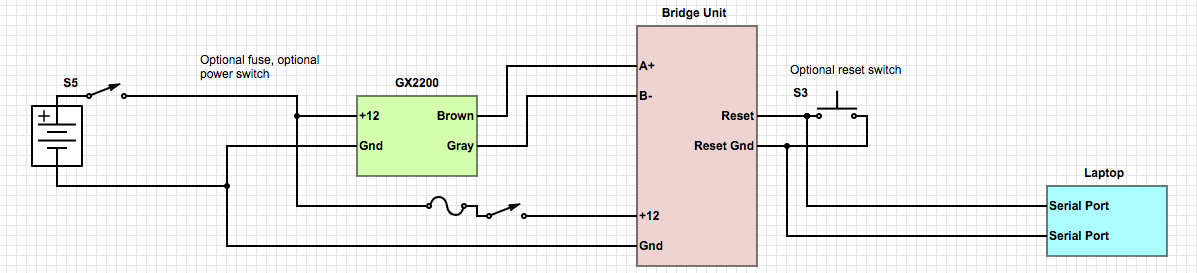 Bridge Unit
Optional fuse, optional
power switch
S5
GX2200
+
+12
Brown
Gnd
Gray
A+
B-
Reset
Reset Gnd
+12
Gnd
Optional reset switch
S3
Laptop
Serial Port
Serial Port